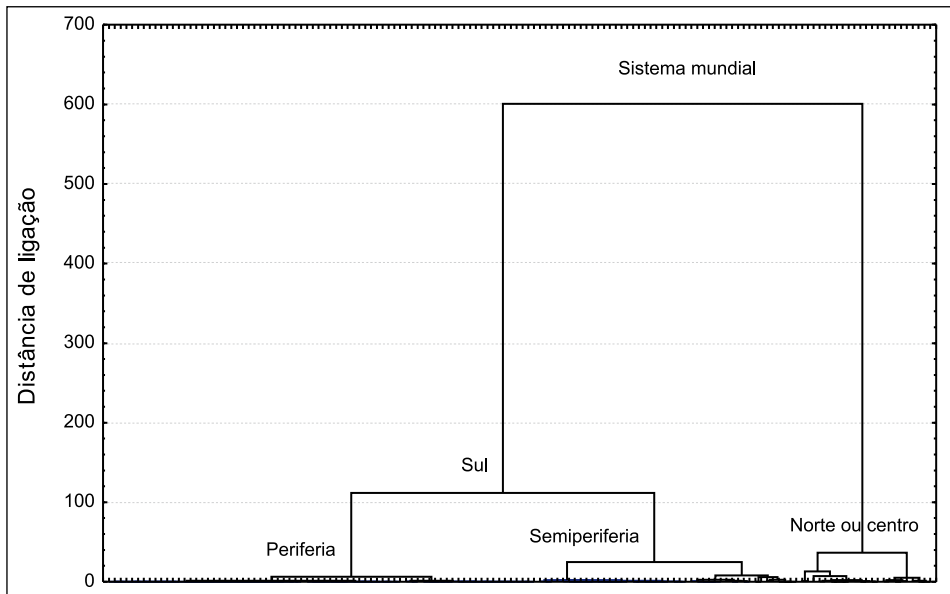 700
Sistema mundial
600
500
400
300
200
Sul
100
Norte ou centro
Semiperiferia
Periferia
0
Distância de ligação